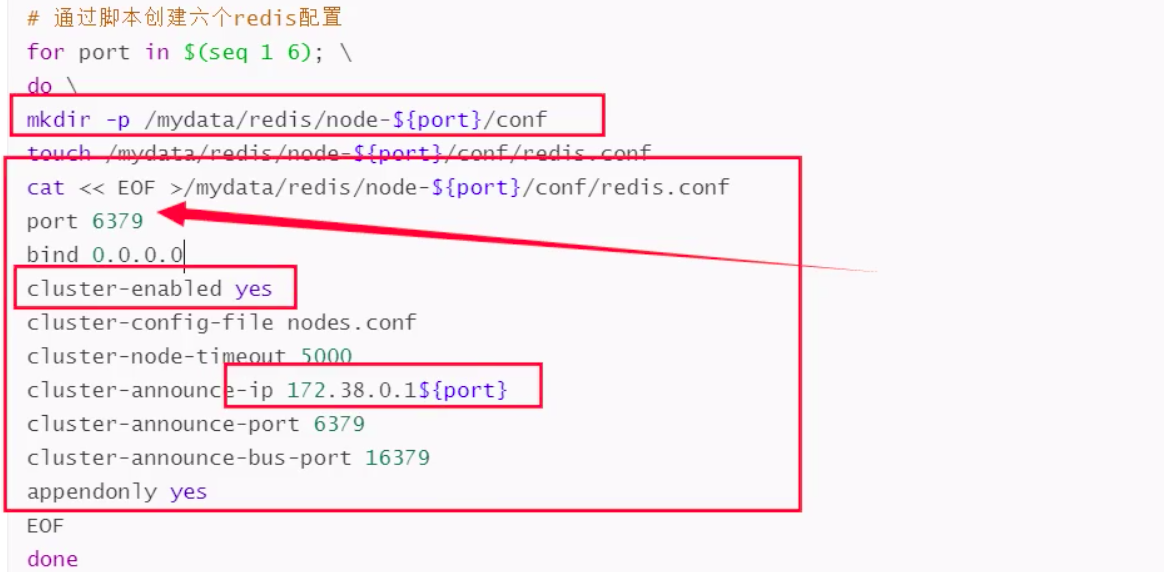 # 通过脚本创建六个redis配置
for port in $(seq 1 6); \
do \
mkdir -p /mydata/redis/node-${port}/conf
touch /mydata/redis/node-${port}/conf/redis.conf
cat << EOF >/mydata/redis/node-${port}/conf/redis.conf
port 6379
bind 0.0.0.0
cluster-enabled yes
cluster-config-file nodes.conf
cluster-node-timeout 5000
cluster-announce-ip 172.38.0.1${port}
cluster-announce-port 6379
cluster-announce-bus-port 16379
appendonly yes
EOF
done